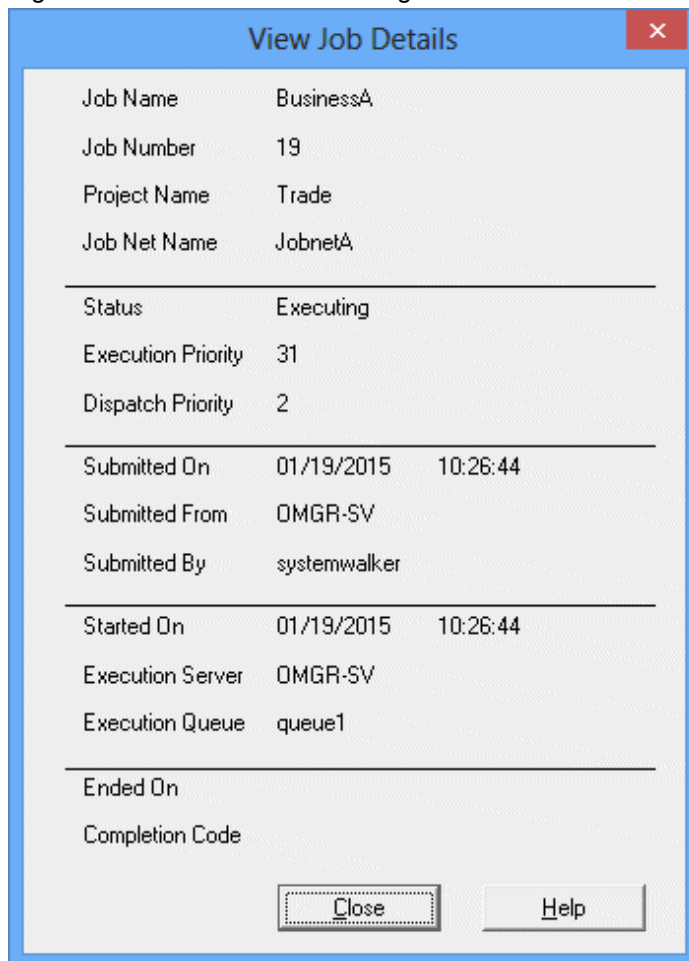 View Job Details
Job Name BusinessA
Job Number 19
Project Name Trade
Job Net Name JobnetA
Status Executing
Execution Priority 31
Dispatch Priority 2
Submitted On 01/19/2015 10:26:44
Submitted From OMGR-SV
Submitted By systemwalker
Started On 01/19/2015 10:26:44
Execution Server OMGR-SV
Execution Queue queue1
Ended On
Completion Code
Close Help